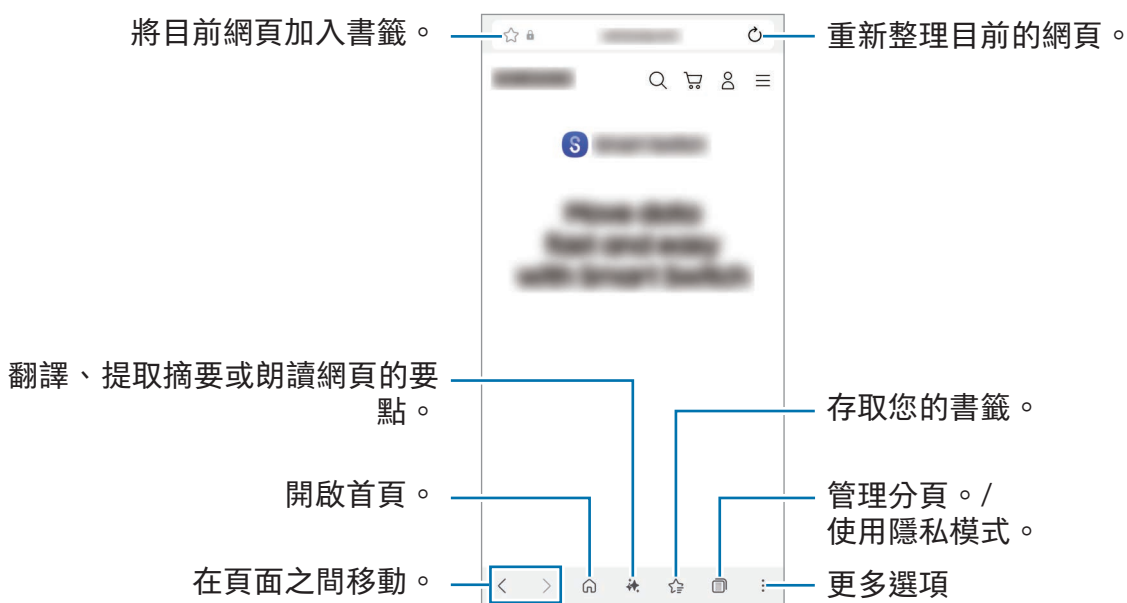 將目前網頁加入書籤。
重新整理目前的網頁。
S
翻譯、提取摘要或朗讀網頁的要
點。
存取您的書籤。
開啟首頁。
管理分頁。/
使用隱私模式。
在頁面之間移動。
更多選項